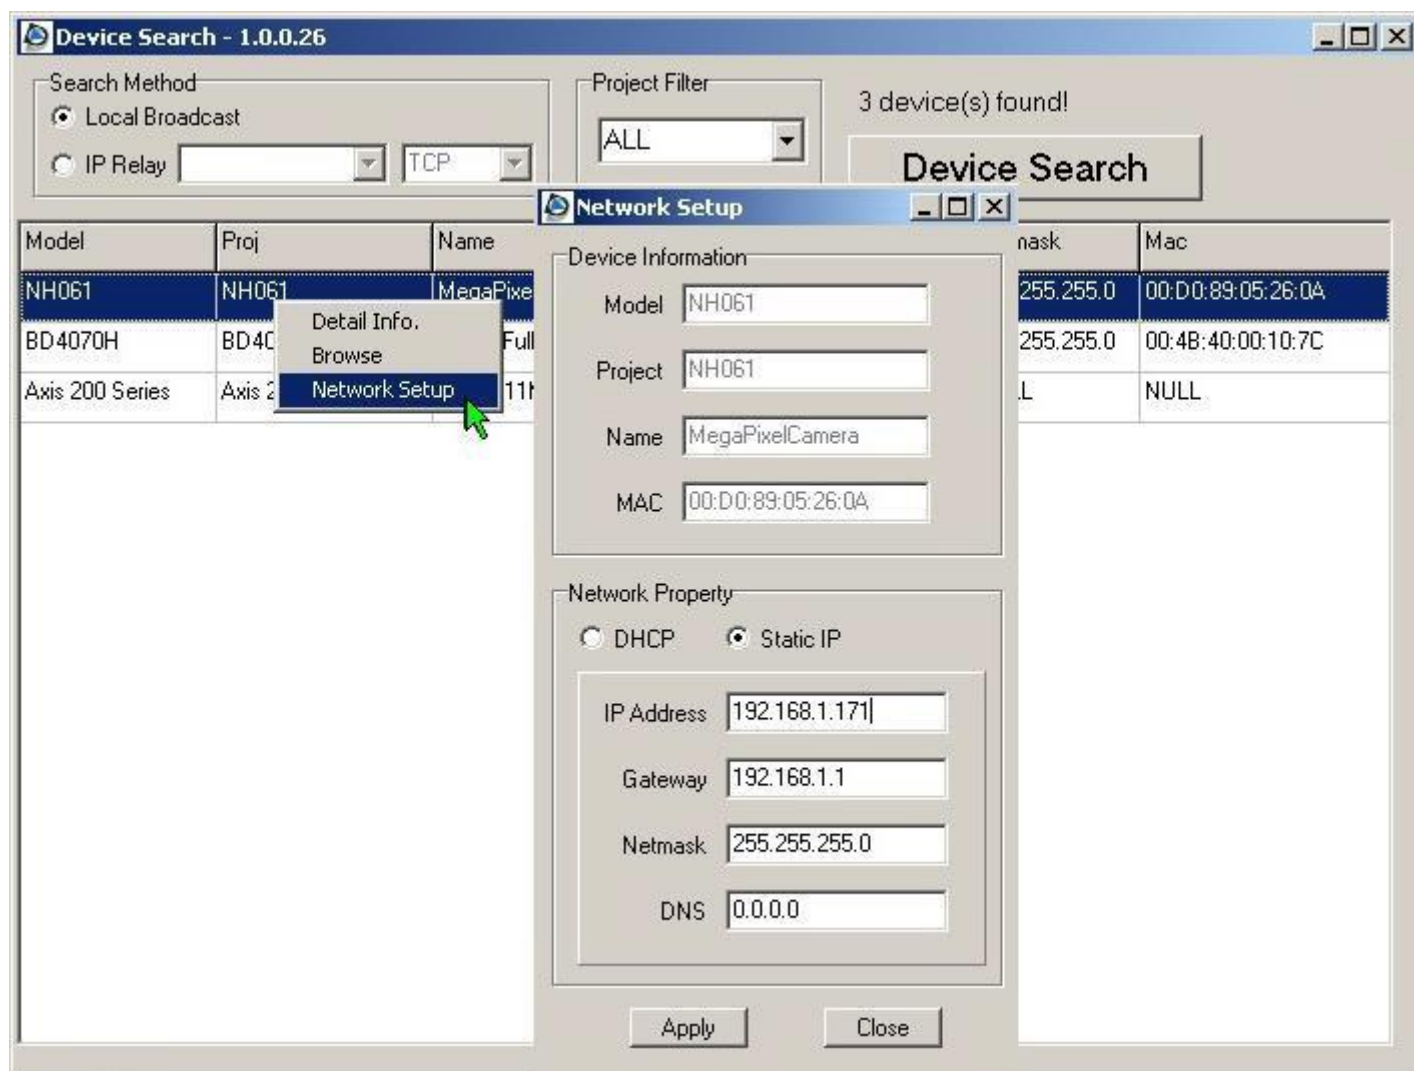 Device Search - 1.0.0.26
Search Method
Local Broadcast
IP Relay
TCP
Project Filter
ALL
3 device(s) found!
Device Search
Model Proj Name mask Mac
NH061 NH061 MegaPixe 255.255.0 00:D0:89:05:26:0A
BD4070H BD4C Full 255.255.0 00:4B:40:00:10:7C
Axis 200 Series Axis 2 NULL
Detail Info.
Browse
Network Setup
Network Setup
Device Information
Model NH061
Project NH061
Name MegaPixelCamera
MAC 00:D0:89:05:26:0A
Network Property
DHCP Static IP
IP Address 192.168.1.171
Gateway 192.168.1.1
Netmask 255.255.255.0
DNS 0.0.0.0
Apply Close